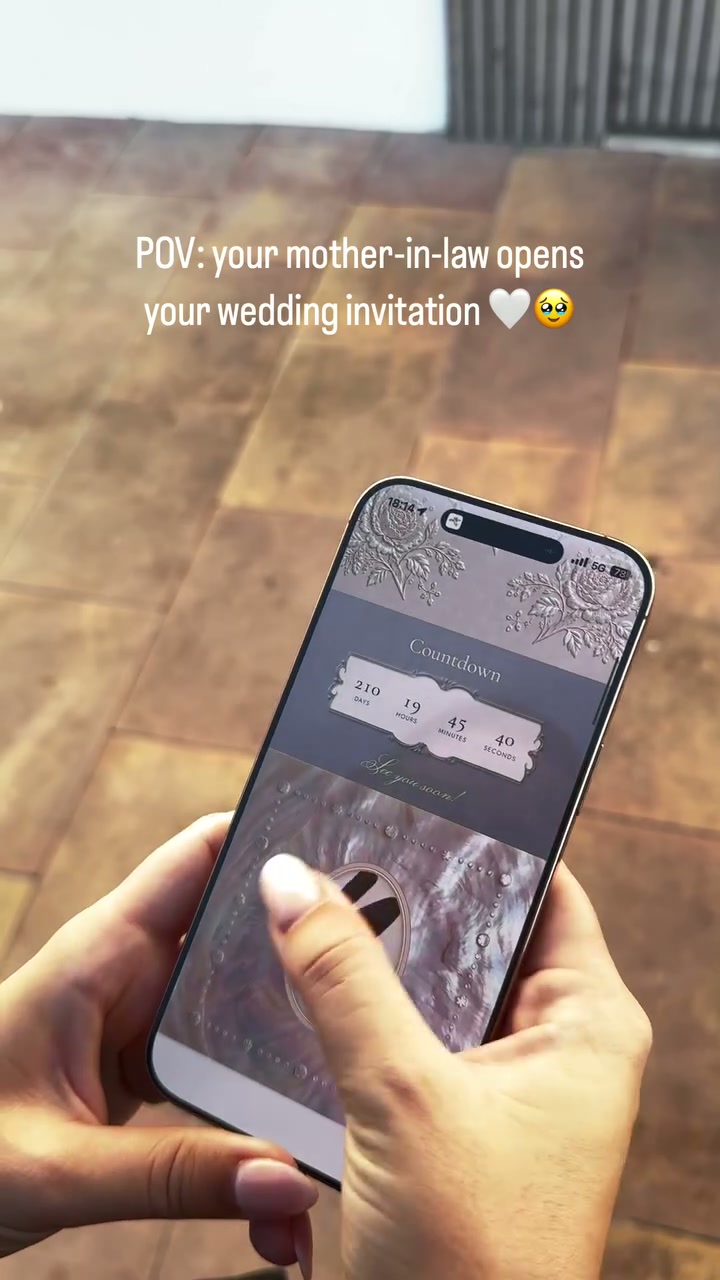 POV: your mother-in-law opens
your wedding invitation 🤍🥹
18:14
5G 78
Countdown
210 19 45 40
DAYS HOURS MINUTES SECONDS
See you soon!